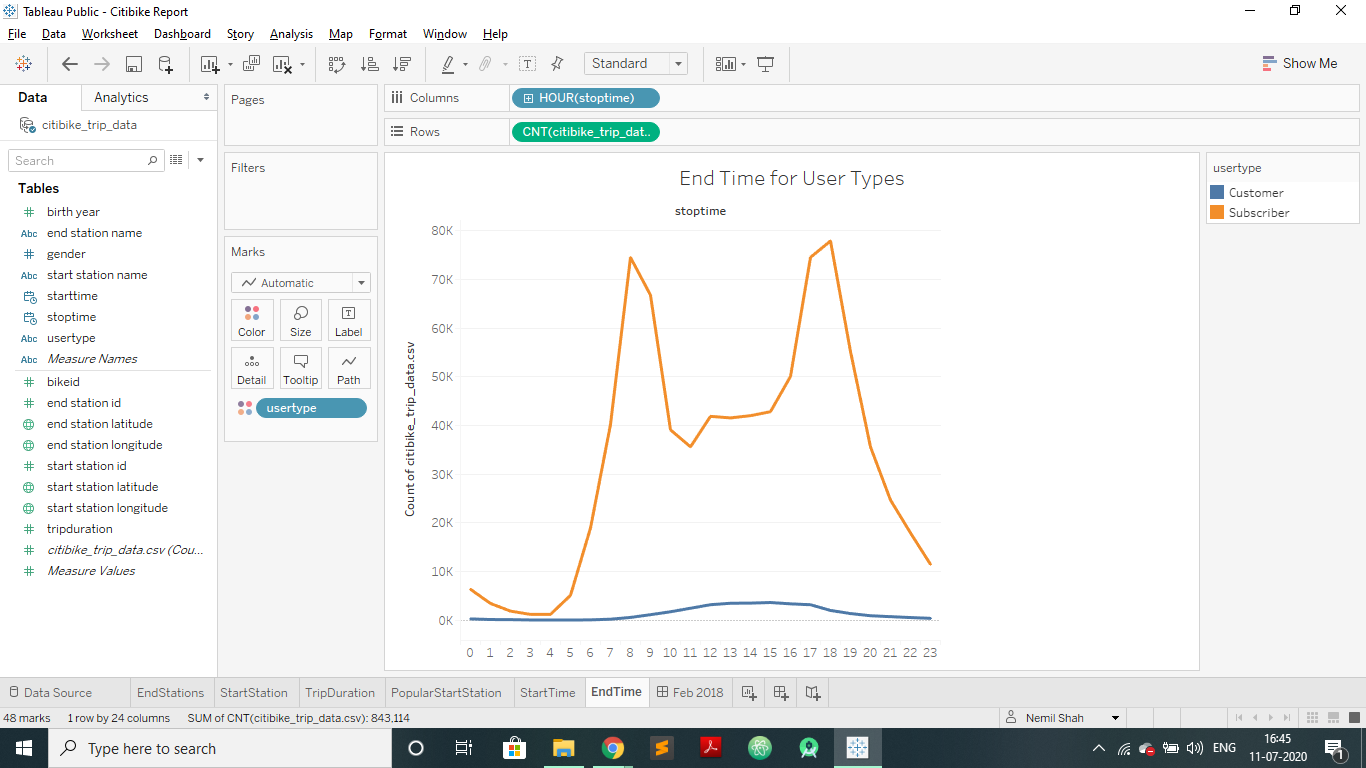 Tableau Public - Citibike Report
File Data Worksheet Dashboard Story Analysis Map Format Window Help
Standard
Show Me
Data
Analytics
citibike_trip_data
Search
Tables
birth year
Abc end station name
gender
Abc start station name
starttime
stoptime
Abc usertype
Abc Measure Names
bikeid
end station id
end station latitude
end station longitude
start station id
start station latitude
start station longitude
tripduration
citibike_trip_data.csv (Cou...
Measure Values
Pages
Filters
Marks
Automatic
Color Size Label
Detail Tooltip Path
usertype
Columns
HOUR(stoptime)
Rows
CNT(citibike_trip_dat..
End Time for User Types
stoptime
80K
70K
60K
50K
40K
30K
20K
10K
0K
Count of citibike_trip_data.csv
0 1 2 3 4 5 6 7 8 9 10 11 12 13 14 15 16 17 18 19 20 21 22 23
usertype
Customer
Subscriber
Data Source EndStations StartStation TripDuration PopularStartStation StartTime EndTime Feb 2018
48 marks 1 row by 24 columns SUM of CNT(citibike_trip_data.csv): 843,114
Nemil Shah
Type here to search
ENG
16:45
11-07-2020
1